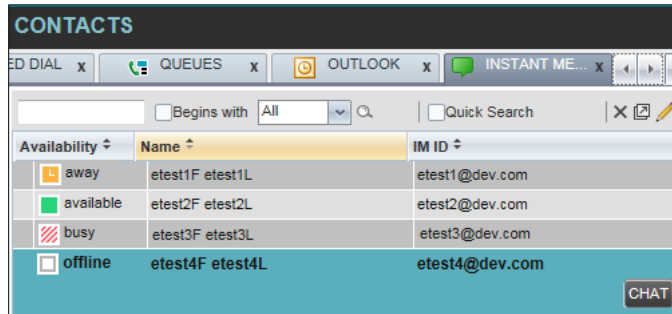 CONTACTS
ED DIAL x QUEUES x OUTLOOK x INSTANT ME... x
Begins with All Quick Search
Availability Name IM ID
away etest1F etest1L etest1@dev.com
available etest2F etest2L etest2@dev.com
busy etest3F etest3L etest3@dev.com
offline etest4F etest4L etest4@dev.com
CHAT